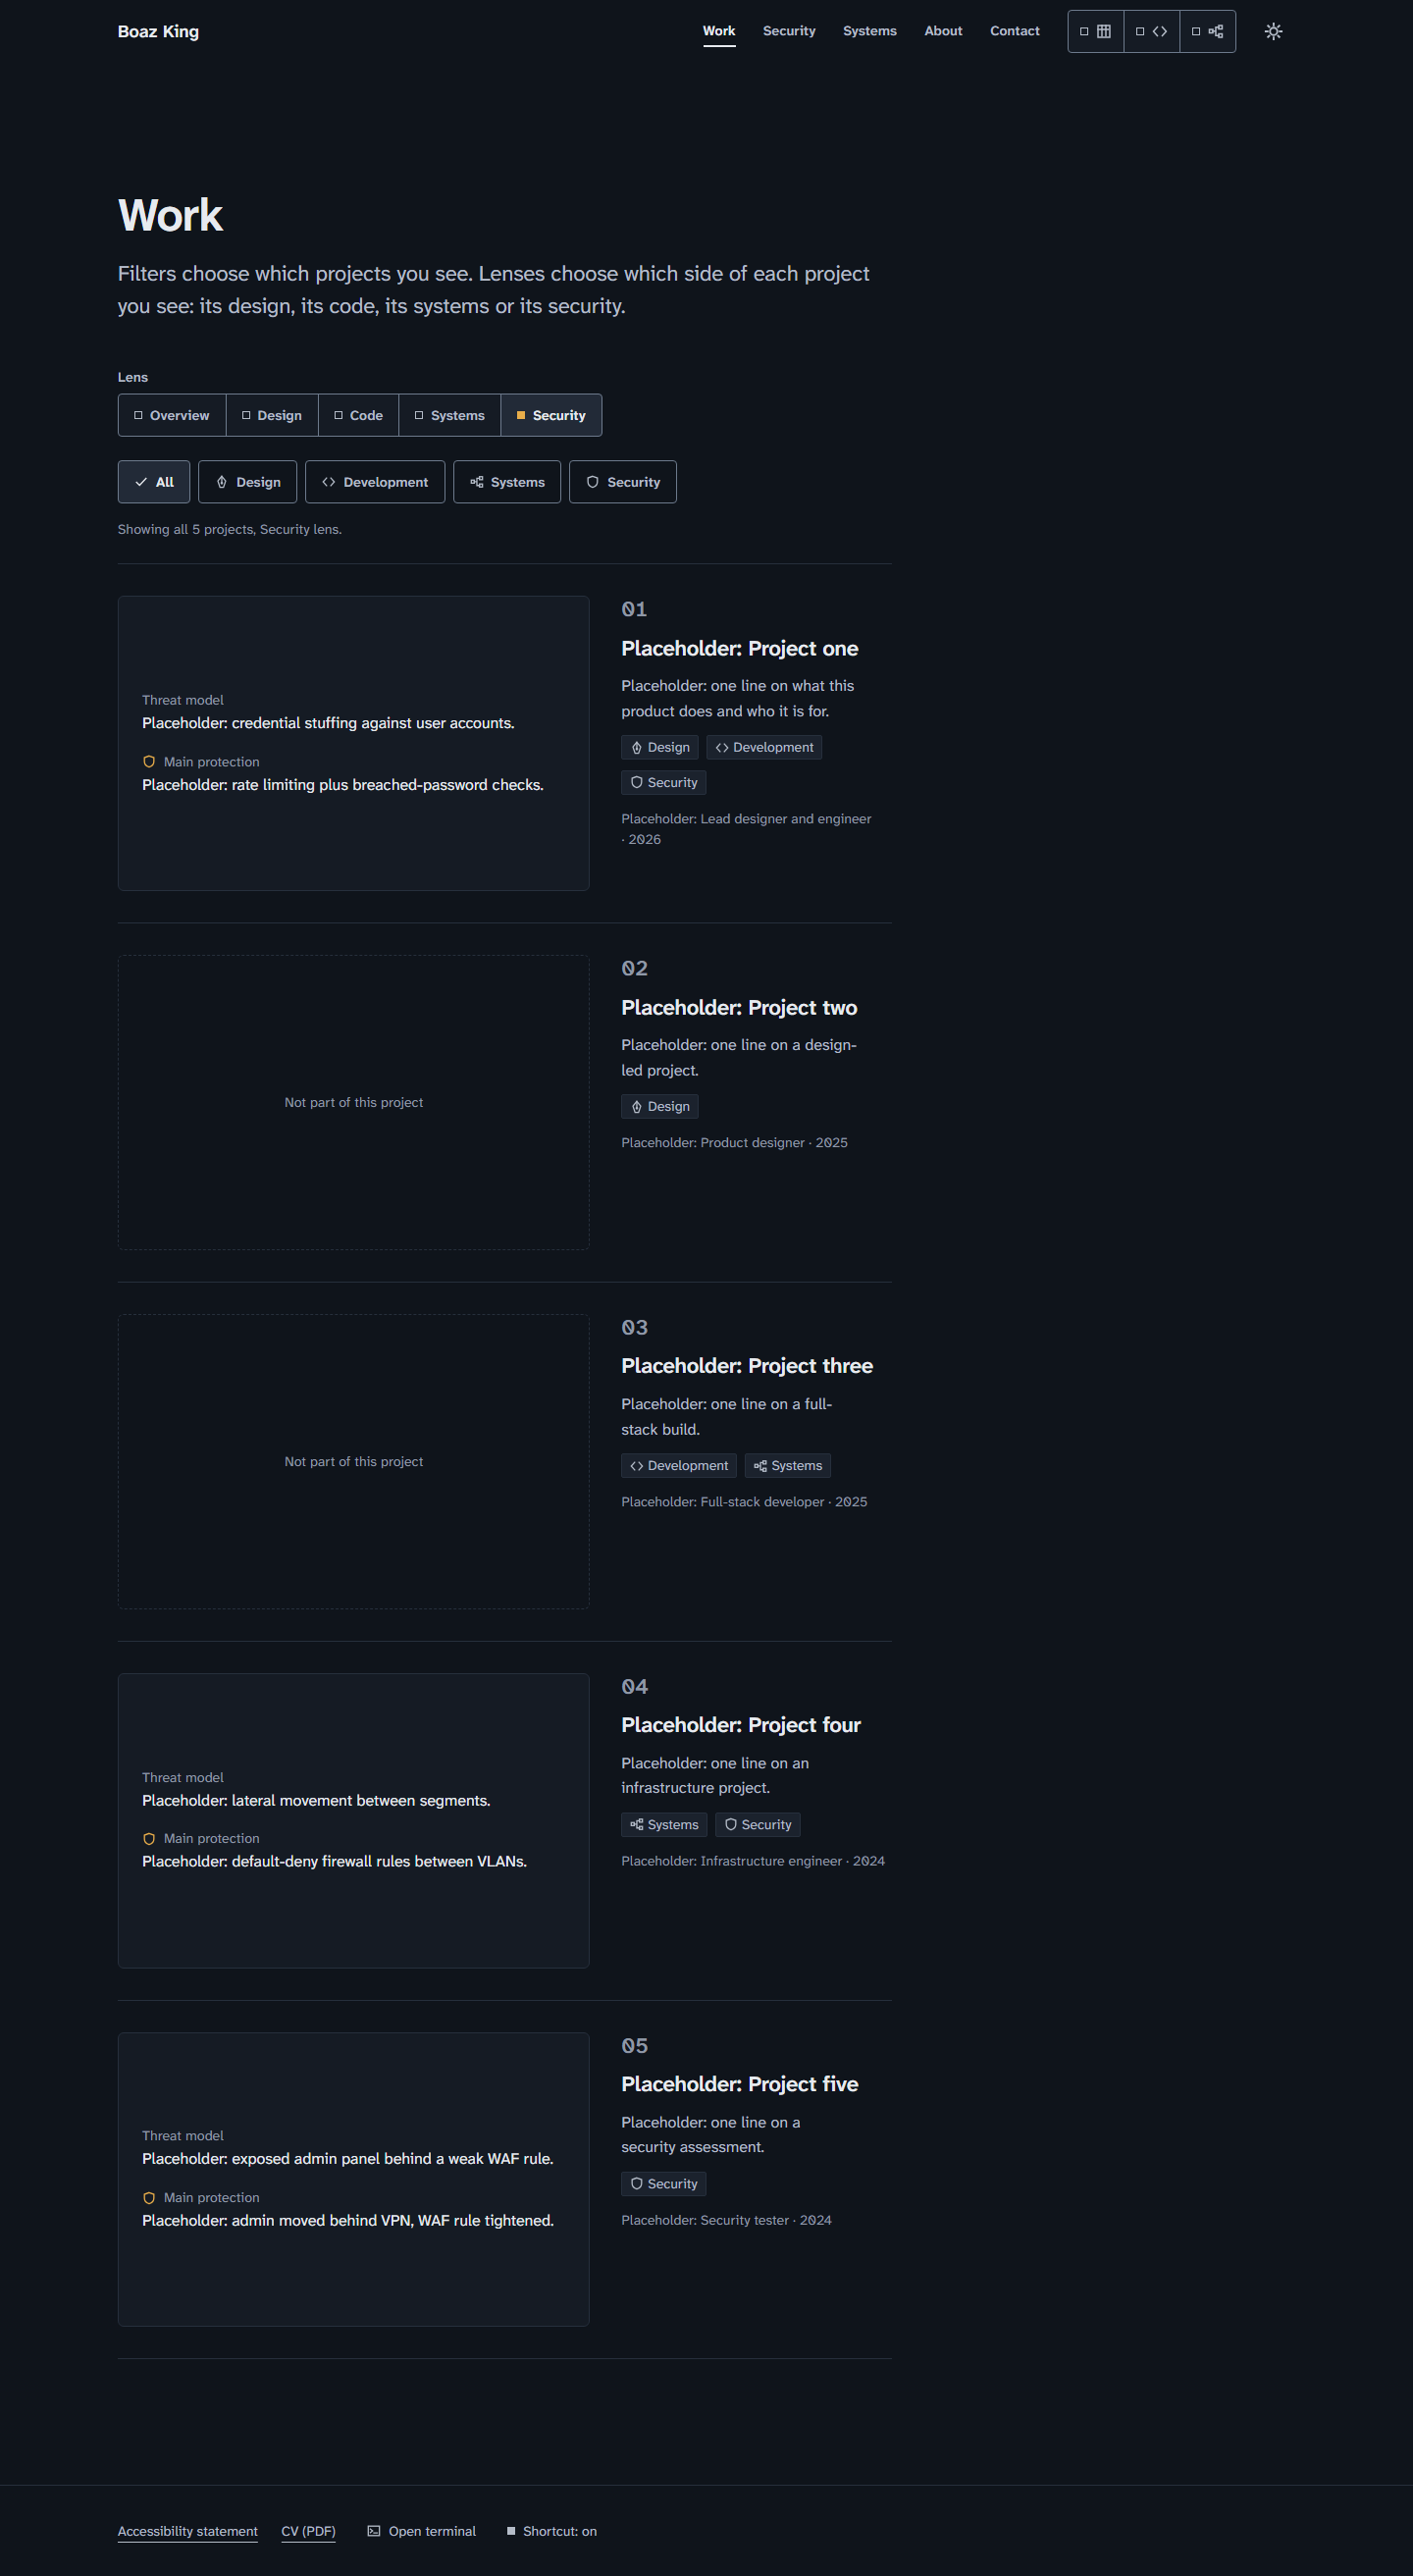 Boaz King
Work
Security
Systems
About
Contact
Work
Filters choose which projects you see. Lenses choose which side of each project
you see: its design, its code, its systems or its security.
Lens
Overview
Design
Code
Systems
Security
All
Design
Development
Systems
Security
Showing all 5 projects, Security lens.
Threat model
Placeholder: credential stuffing against user accounts.
Main protection
Placeholder: rate limiting plus breached-password checks.
01
Placeholder: Project one
Placeholder: one line on what this
product does and who it is for.
Design
Development
Security
Placeholder: Lead designer and engineer
· 2026
Not part of this project
02
Placeholder: Project two
Placeholder: one line on a design-
led project.
Design
Placeholder: Product designer · 2025
Not part of this project
03
Placeholder: Project three
Placeholder: one line on a full-
stack build.
Development
Systems
Placeholder: Full-stack developer · 2025
Threat model
Placeholder: lateral movement between segments.
Main protection
Placeholder: default-deny firewall rules between VLANs.
04
Placeholder: Project four
Placeholder: one line on an
infrastructure project.
Systems
Security
Placeholder: Infrastructure engineer · 2024
Threat model
Placeholder: exposed admin panel behind a weak WAF rule.
Main protection
Placeholder: admin moved behind VPN, WAF rule tightened.
05
Placeholder: Project five
Placeholder: one line on a
security assessment.
Security
Placeholder: Security tester · 2024
Accessibility statement
CV (PDF)
Open terminal
Shortcut: on